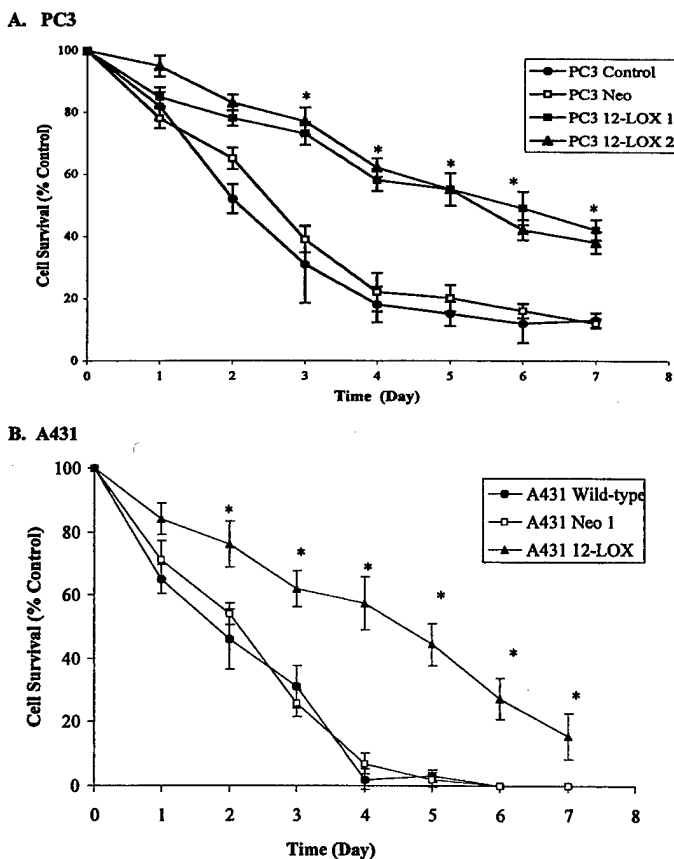 A. PC3
100
80
60
40
20
0
Cell Survival (% Control)
0 1 2 3 4 5 6 7 8
Time (Day)
* * * * *
PC3 Control
PC3 Neo
PC3 12-LOX 1
PC3 12-LOX 2
B. A431
100
80
60
40
20
0
Cell Survival (% Control)
0 1 2 3 4 5 6 7 8
Time (Day)
* * * * * *
A431 Wild-type
A431 Neo 1
A431 12-LOX